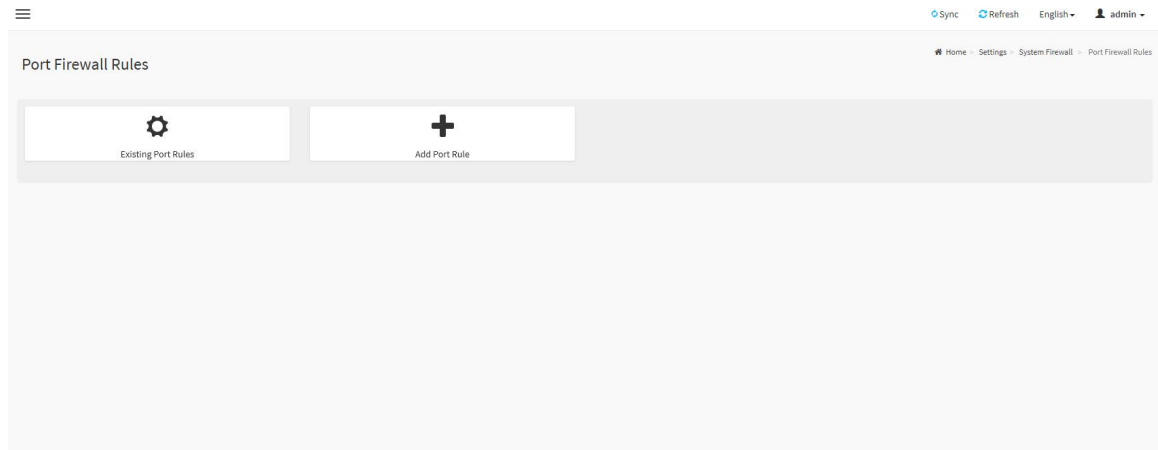 Sync Refresh English admin
Home > Settings > System Firewall > Port Firewall Rules
Port Firewall Rules
Existing Port Rules
Add Port Rule